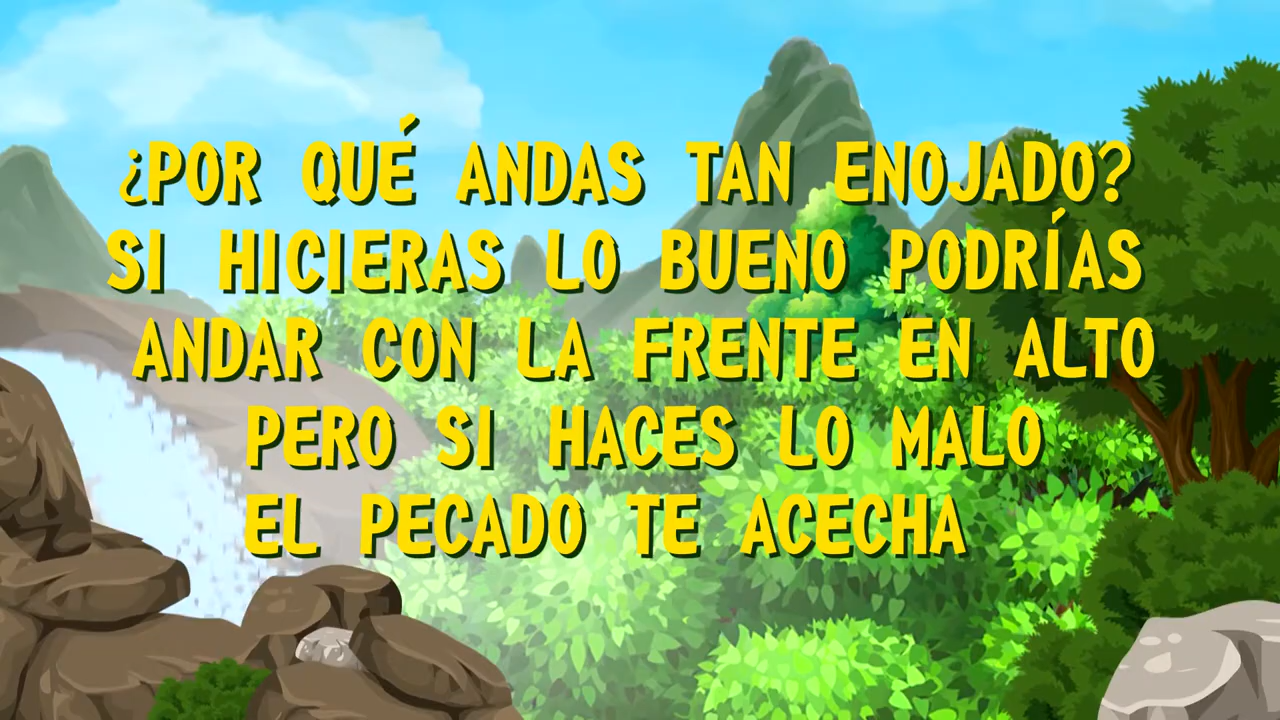 ¿POR QUÉ ANDAS TAN ENOJADO?
SI HICIERAS LO BUENO PODRÍAS
ANDAR CON LA FRENTE EN ALTO
PERO SI HACES LO MALO
EL PECADO TE ACECHA